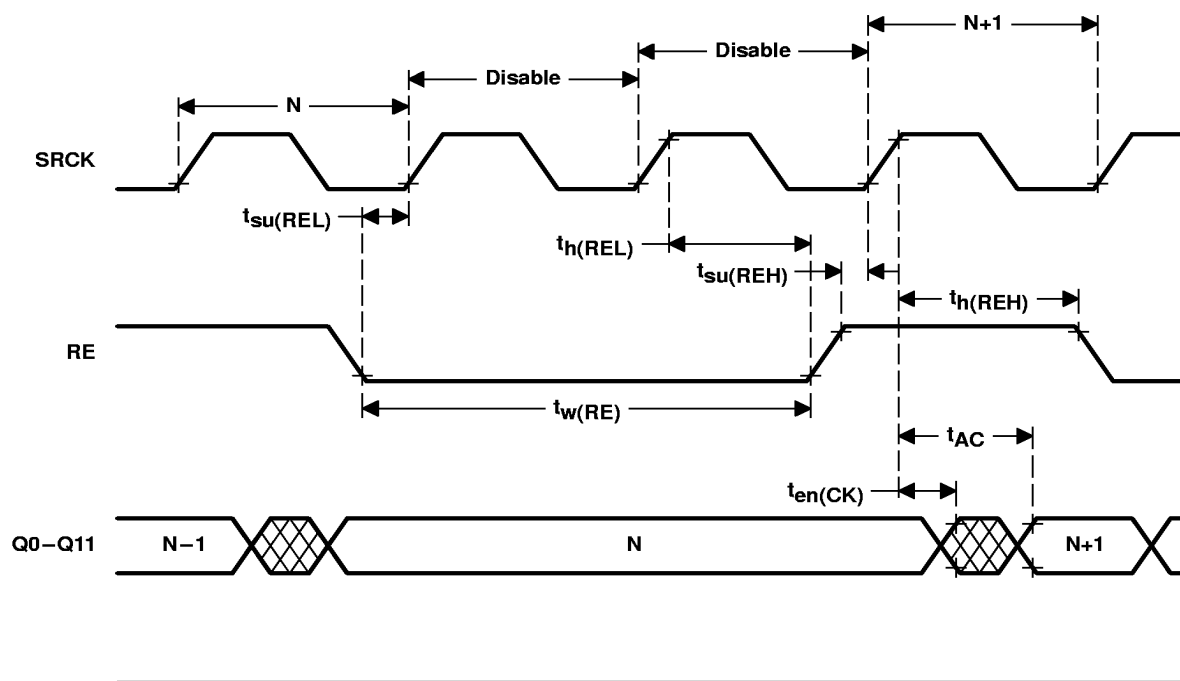 N+1
Disable
Disable
N
SRCK
tsu(REL)
th(REL)
tsu(REH)
th(REH)
RE
tw(RE)
tAC
ten(CK)
Q0–Q11
N–1
N
N+1